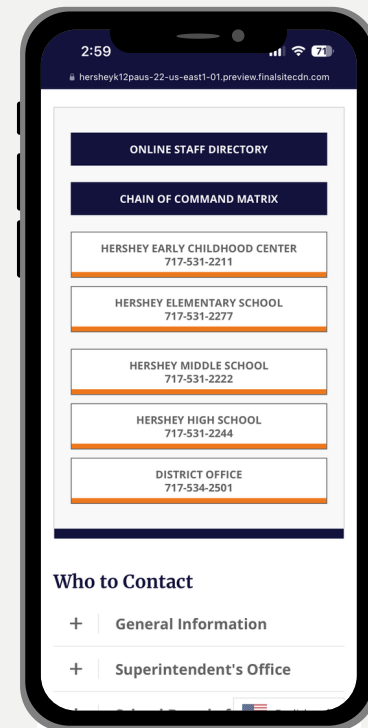 2:59
71
hersheyk12paus-22-us-east1-01.preview.finalsitecdn.com
ONLINE STAFF DIRECTORY
CHAIN OF COMMAND MATRIX
HERSHEY EARLY CHILDHOOD CENTER
717-531-2211
HERSHEY ELEMENTARY SCHOOL
717-531-2277
HERSHEY MIDDLE SCHOOL
717-531-2222
HERSHEY HIGH SCHOOL
717-531-2244
DISTRICT OFFICE
717-534-2501
Who to Contact
+ General Information
+ Superintendent's Office